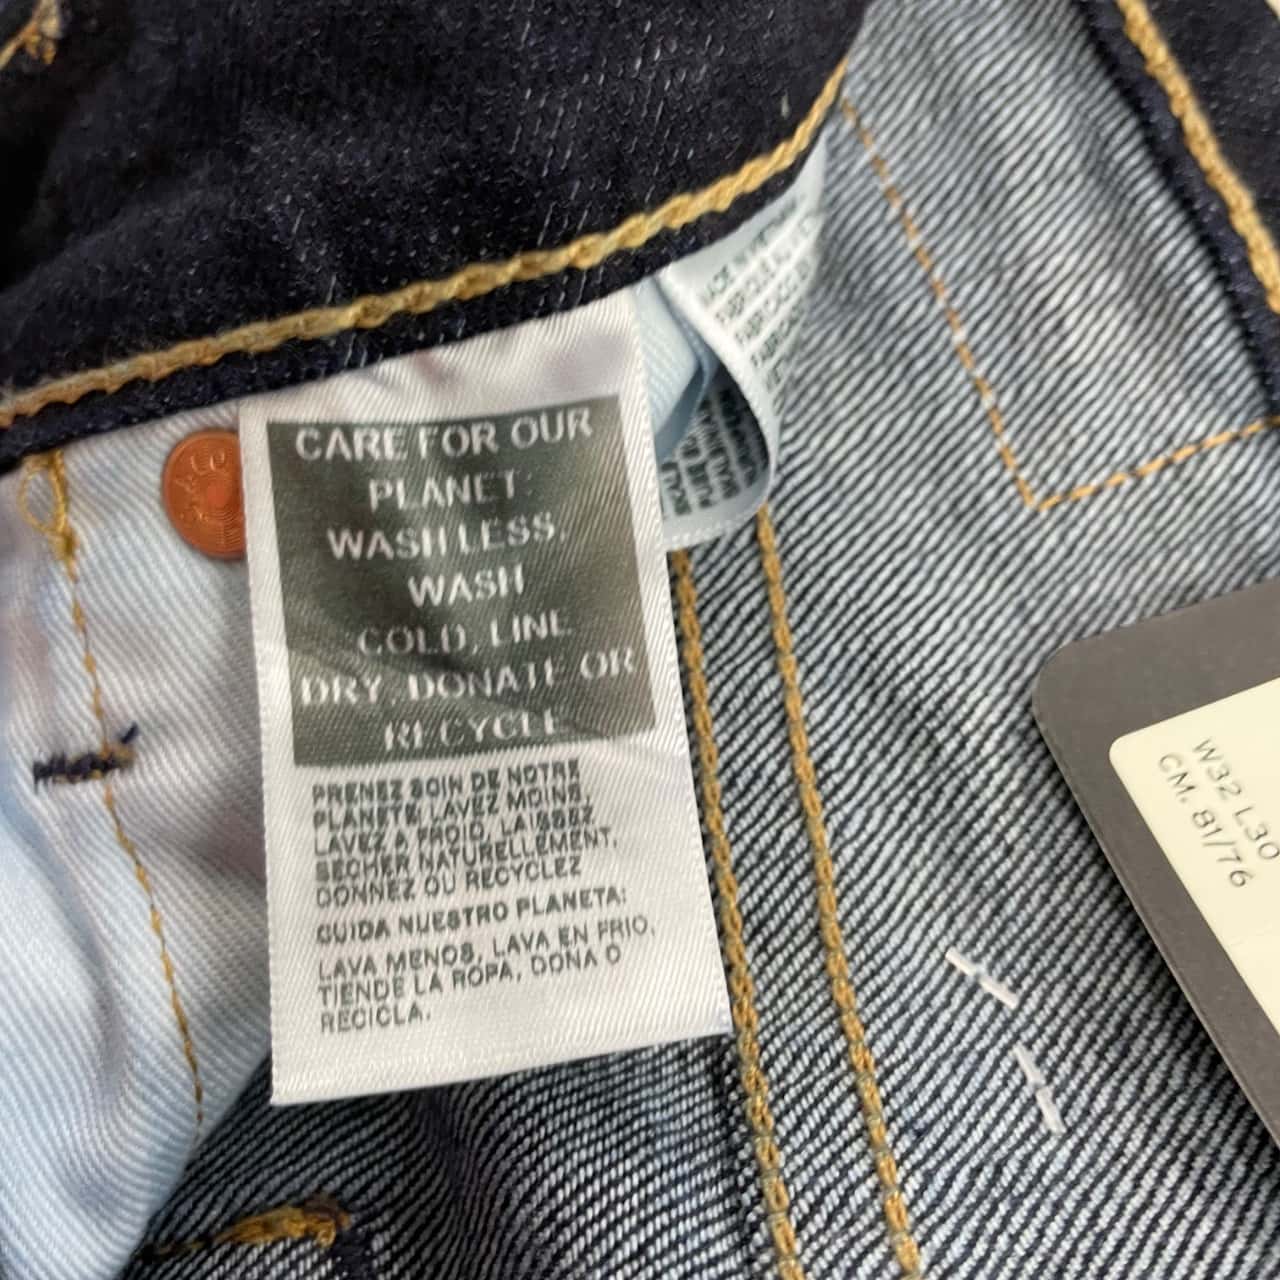 CARE FOR OUR
PLANET:
WASH LESS,
WASH
COLD, LINE
DRY, DONATE OR
RECYCLE
PRENEZ SOIN DE NOTRE
PLANETE: LAVEZ MOINS,
LAVEZ A FROID, LAISSEZ
SECHER NATURELLEMENT,
DONNEZ OU RECYCLEZ
CUIDA NUESTRO PLANETA:
LAVA MENOS, LAVA EN FRIO,
TIENDE LA ROPA, DONA O
RECICLA.
W32 L30
CM. 81/76